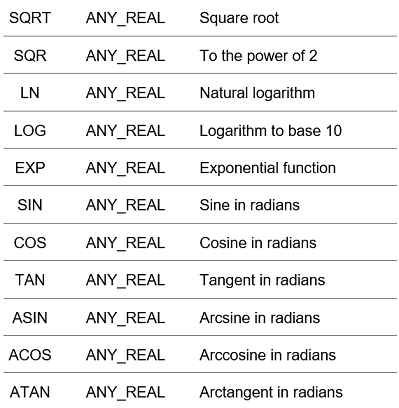 SQRT ANY_REAL Square root
SQR ANY_REAL To the power of 2
LN ANY_REAL Natural logarithm
LOG ANY_REAL Logarithm to base 10
EXP ANY_REAL Exponential function
SIN ANY_REAL Sine in radians
COS ANY_REAL Cosine in radians
TAN ANY_REAL Tangent in radians
ASIN ANY_REAL Arcsine in radians
ACOS ANY_REAL Arccosine in radians
ATAN ANY_REAL Arctangent in radians